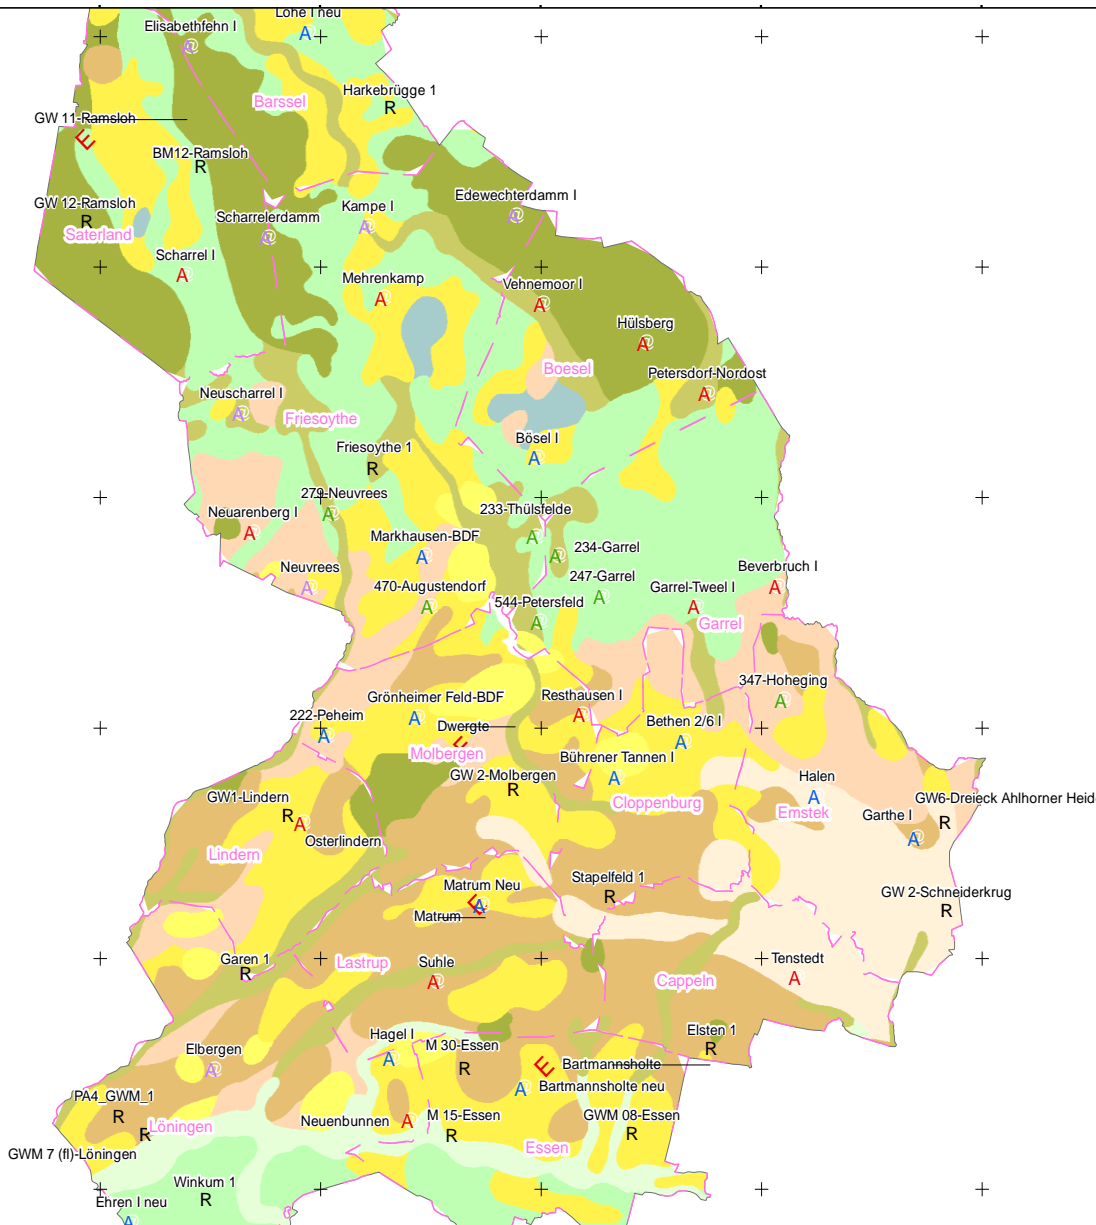 Lohe I neu
A
Elisabethfehn I
@
Barssel
Harkebrügge 1
R
GW 11-Ramsloh
E
BM12-Ramsloh
R
GW 12-Ramsloh
R
Saterland
Scharrelerdamm
@
Kampe I
@
Edewechterdamm I
@
Scharrel I
A
Mehrenkamp
A
Vehnemoor I
A
Hülsberg
A
Boesel
Petersdorf-Nordost
A
Neuscharrel I
A
Friesoythe
Friesoythe 1
R
Bösel I
A
279-Neuvrees
A
Neuarenberg I
A
233-Thülsfelde
A
Markhausen-BDF
A
234-Garrel
A
Neuvrees
A
470-Augustendorf
A
247-Garrel
A
Garrel-Tweel I
A
Beverbruch I
A
544-Petersfeld
A
Garrel
347-Hoheging
A
Grönheimer Feld-BDF
A
Resthausen I
A
222-Peheim
A
Dwergte
E
Bethen 2/6 I
A
Molbergen
Bührener Tannen I
A
GW 2-Molbergen
R
Halen
A
GW1-Lindern
R
A
Osterlindern
Cloppenburg
Emstek
GW6-Dreieck Ahlhorner Heide
R
Garthe I
A
Lindern
Matrum Neu
E
A
Matrum
Stapelfeld 1
R
GW 2-Schneiderkrug
R
Garen 1
R
Lastrup
Suhle
A
Cappeln
Tenstedt
A
Elsten 1
R
Elbergen
A
Hagel I
A
M 30-Essen
R
E
Bartmannsholte
A
Bartmannsholte neu
PA4_GWM_1
R
R
Löningen
GWM 7 (fl)-Löningen
Neuenbunnen
A
M 15-Essen
R
GWM 08-Essen
R
Essen
Winkum 1
R
Ehren I neu
A